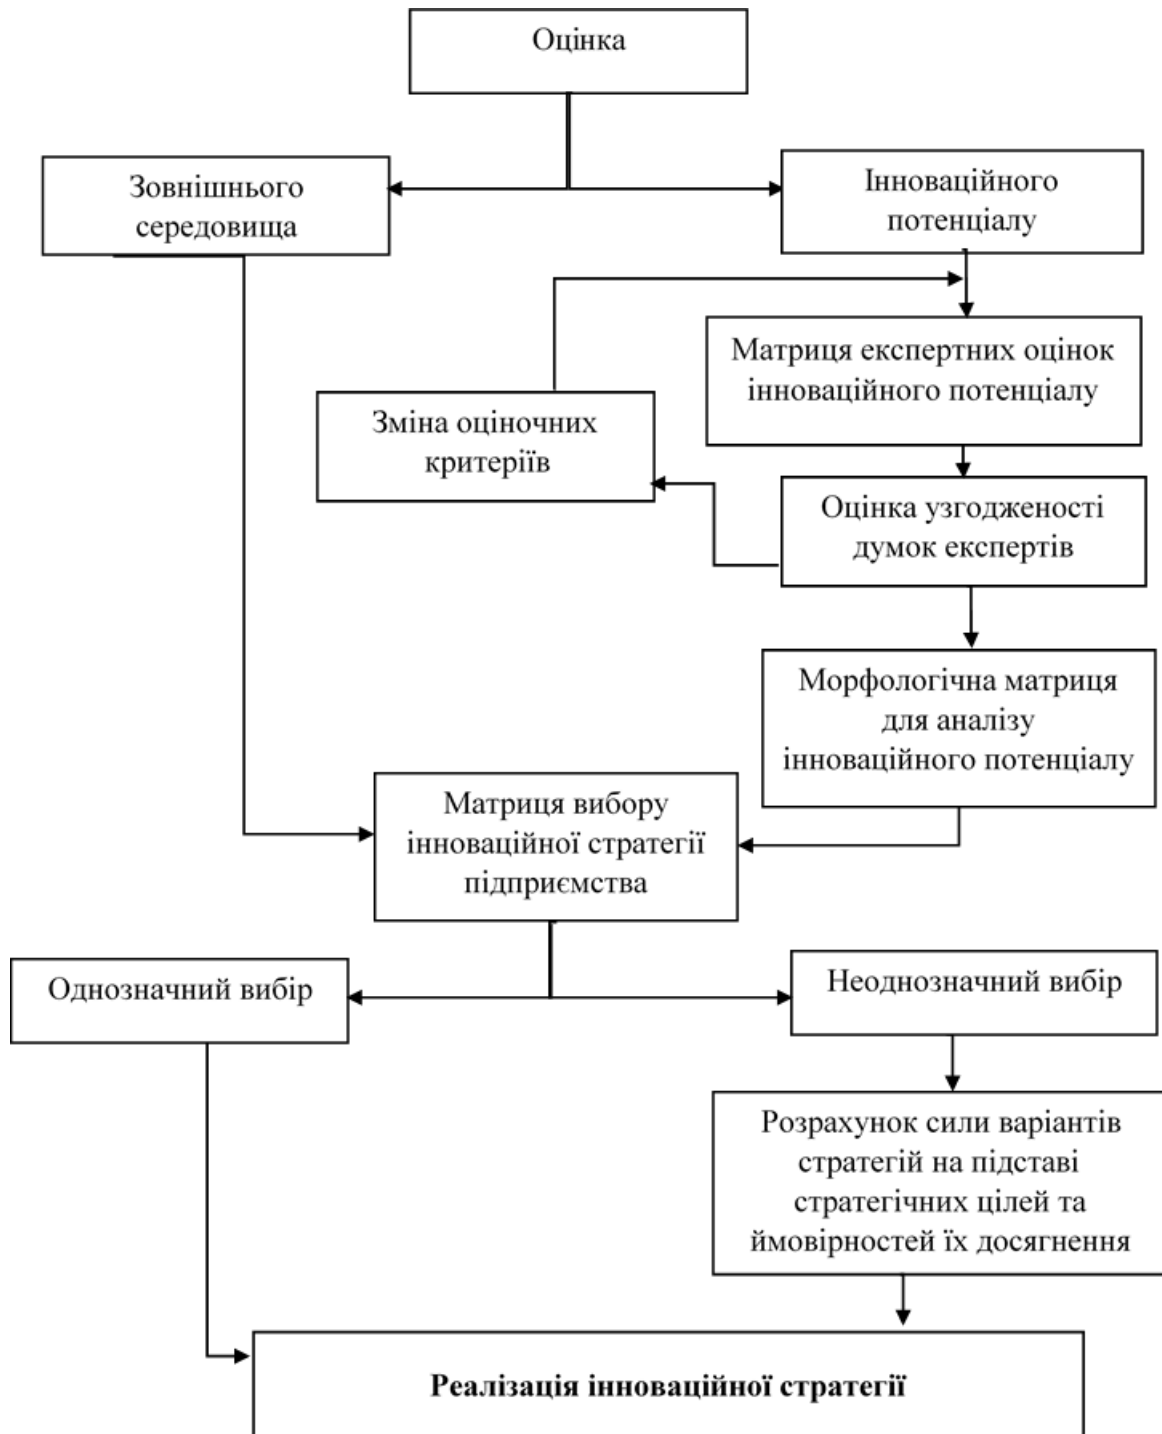 Оцінка
Зовнішнього
середовища
Інноваційного
потенціалу
Матриця експертних оцінок
інноваційного потенціалу
Зміна оціночних
критеріїв
Оцінка узгодженості
думок експертів
Морфологічна матриця
для аналізу
інноваційного потенціалу
Матриця вибору
інноваційної стратегії
підприємства
Однозначний вибір
Неоднозначний вибір
Розрахунок сили варіантів
стратегій на підставі
стратегічних цілей та
ймовірностей їх досягнення
Реалізація інноваційної стратегії